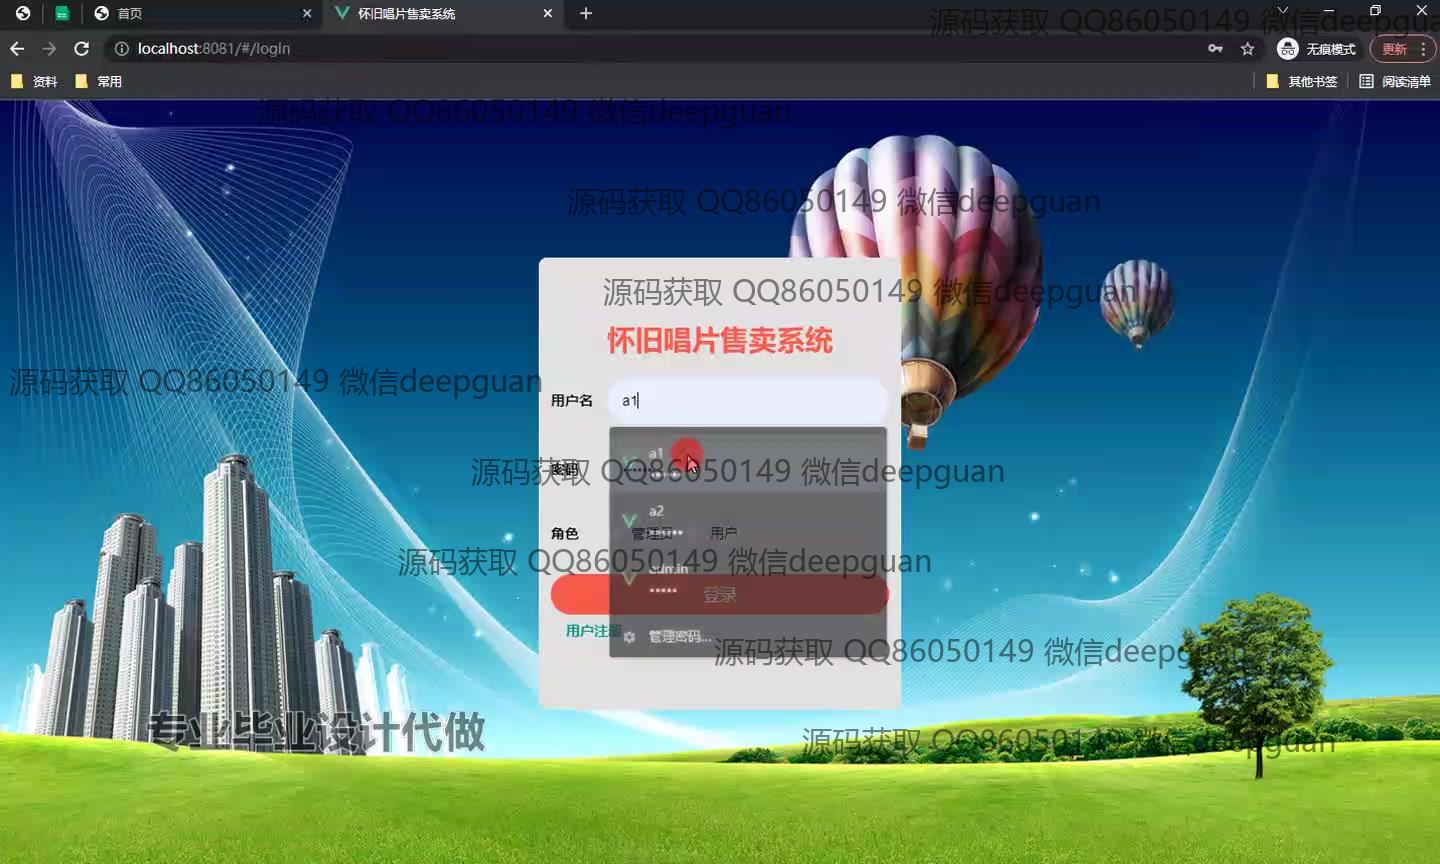 首页
怀旧唱片售卖系统
源码获取 QQ86050149 微信deepgua
localhost:8081/#/login
无痕模式
更新
资料
常用
其他书签
阅读清单
源码获取 QQ86050149 微信deepguan
源码获取 QQ86050149 微信deepguan
源码获取 QQ86050149 微信deepguan
怀旧唱片售卖系统
源码获取 QQ86050149 微信deepguan
用户名
a1
a1
密码
源码获取 QQ86050149 微信deepguan
a2
角色
管理员
用户
源码获取 QQ86050149 微信deepguan
admin
登录
用户注册
管理密码...
源码获取 QQ86050149 微信deepguan
专业毕业设计代做
源码获取 QQ86050149 微信deepguan